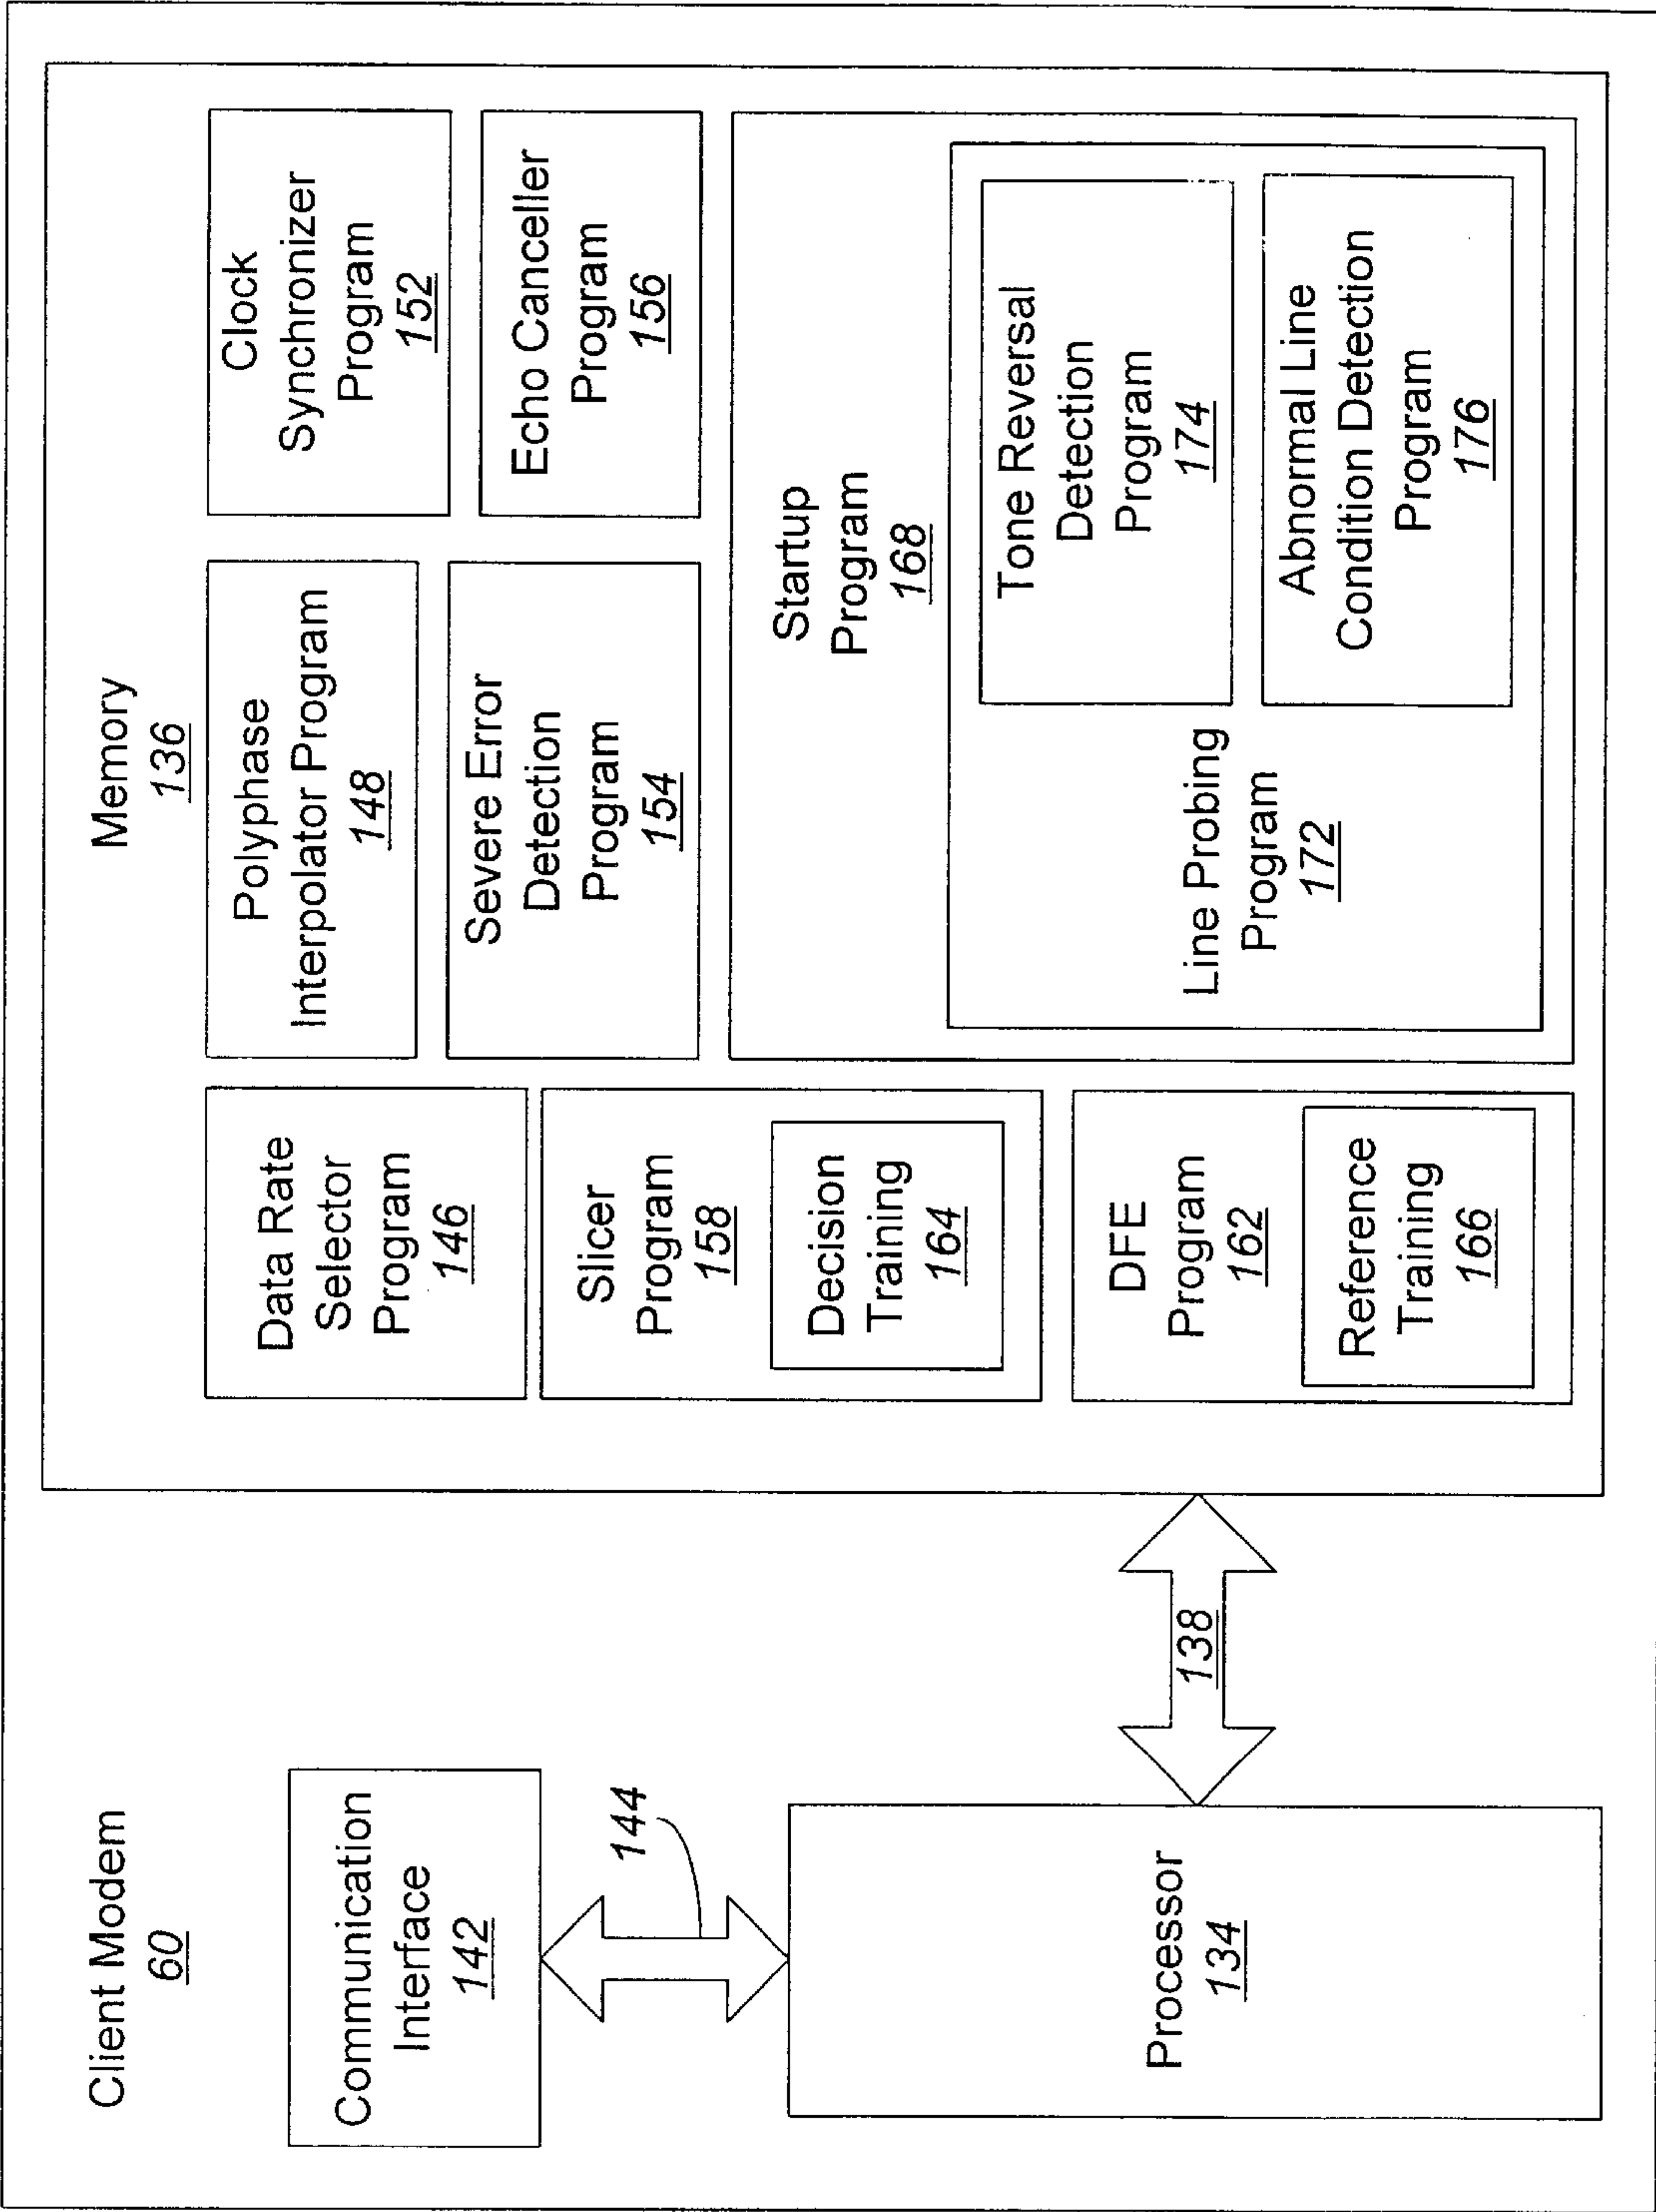 Client Modem
60
Communication
Interface
142
144
Processor
134
138
Memory
136
Data Rate
Selector
Program
146
Polyphase
Interpolator Program
148
Clock
Synchronizer
Program
152
Severe Error
Detection
Program
154
Echo Canceller
Program
156
Slicer
Program
158
Decision
Training
164
DFE
Program
162
Reference
Training
166
Startup
Program
168
Line Probing
Program
172
Tone Reversal
Detection
Program
174
Abnormal Line
Condition Detection
Program
176